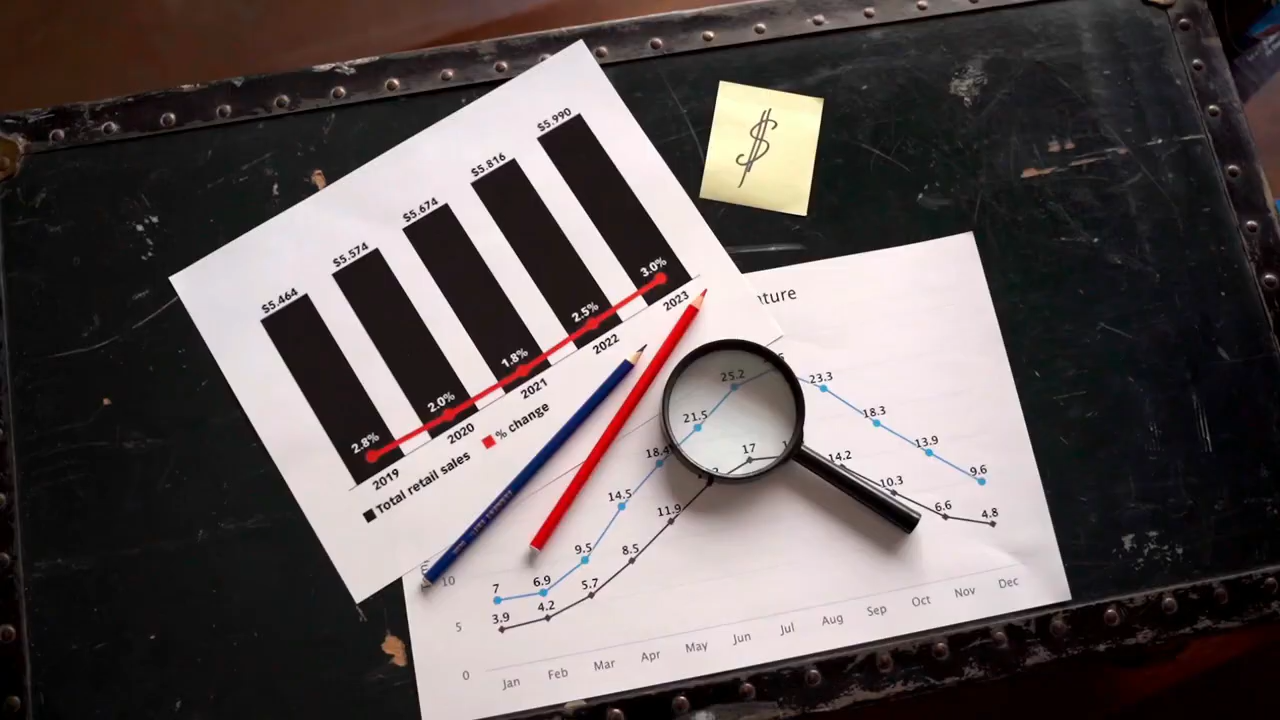 $5.464
$5.574
$5.674
$5.816
$5.990
2.8%
2.0%
1.8%
2.5%
3.0%
2019
2020
2021
2022
2023
Total retail sales
% change
$
7
6.9
9.5
14.5
18.4
21.5
25.2
23.3
18.3
13.9
9.6
3.9
4.2
5.7
8.5
11.9
17
14.2
10.3
6.6
4.8
10
5
0
Jan
Feb
Mar
Apr
May
Jun
Jul
Aug
Sep
Oct
Nov
Dec